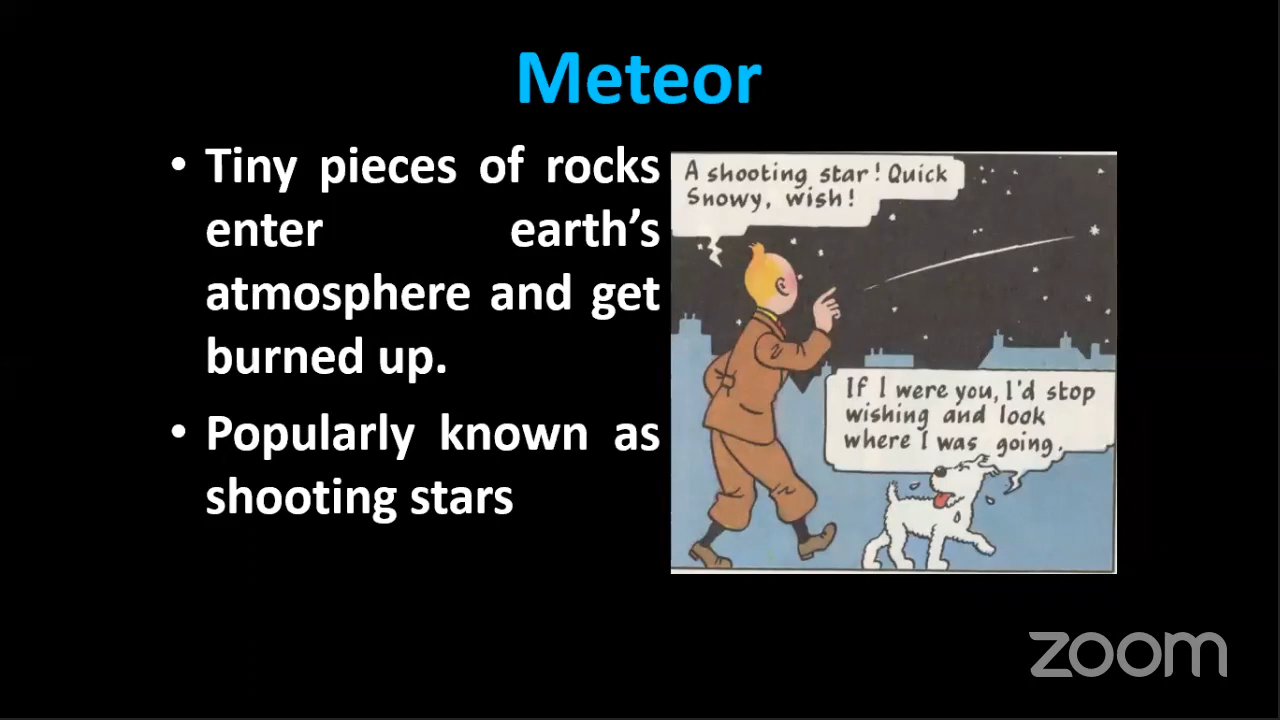 Meteor
• Tiny pieces of rocks
enter earth's
atmosphere and get
burned up.
• Popularly known as
shooting stars
A shooting star! Quick
Snowy, wish!
If I were you, I'd stop
wishing and look
where I was going.
zoom